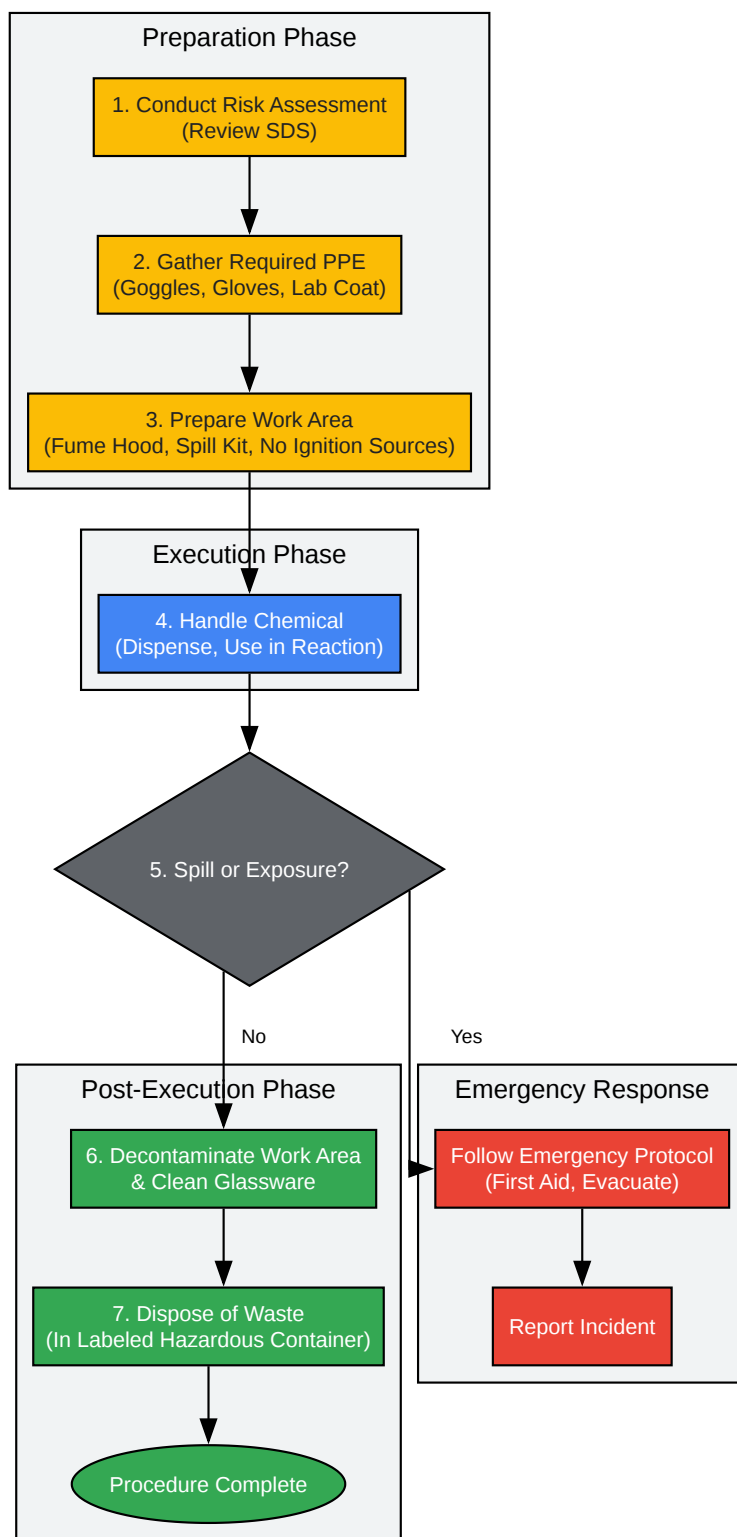 Preparation Phase
1. Conduct Risk Assessment
(Review SDS)
2. Gather Required PPE
(Goggles, Gloves, Lab Coat)
3. Prepare Work Area
(Fume Hood, Spill Kit, No Ignition Sources)
Execution Phase
4. Handle Chemical
(Dispense, Use in Reaction)
5. Spill or Exposure?
No
Yes
Post-Execution Phase
6. Decontaminate Work Area
& Clean Glassware
7. Dispose of Waste
(In Labeled Hazardous Container)
Procedure Complete
Emergency Response
Follow Emergency Protocol
(First Aid, Evacuate)
Report Incident